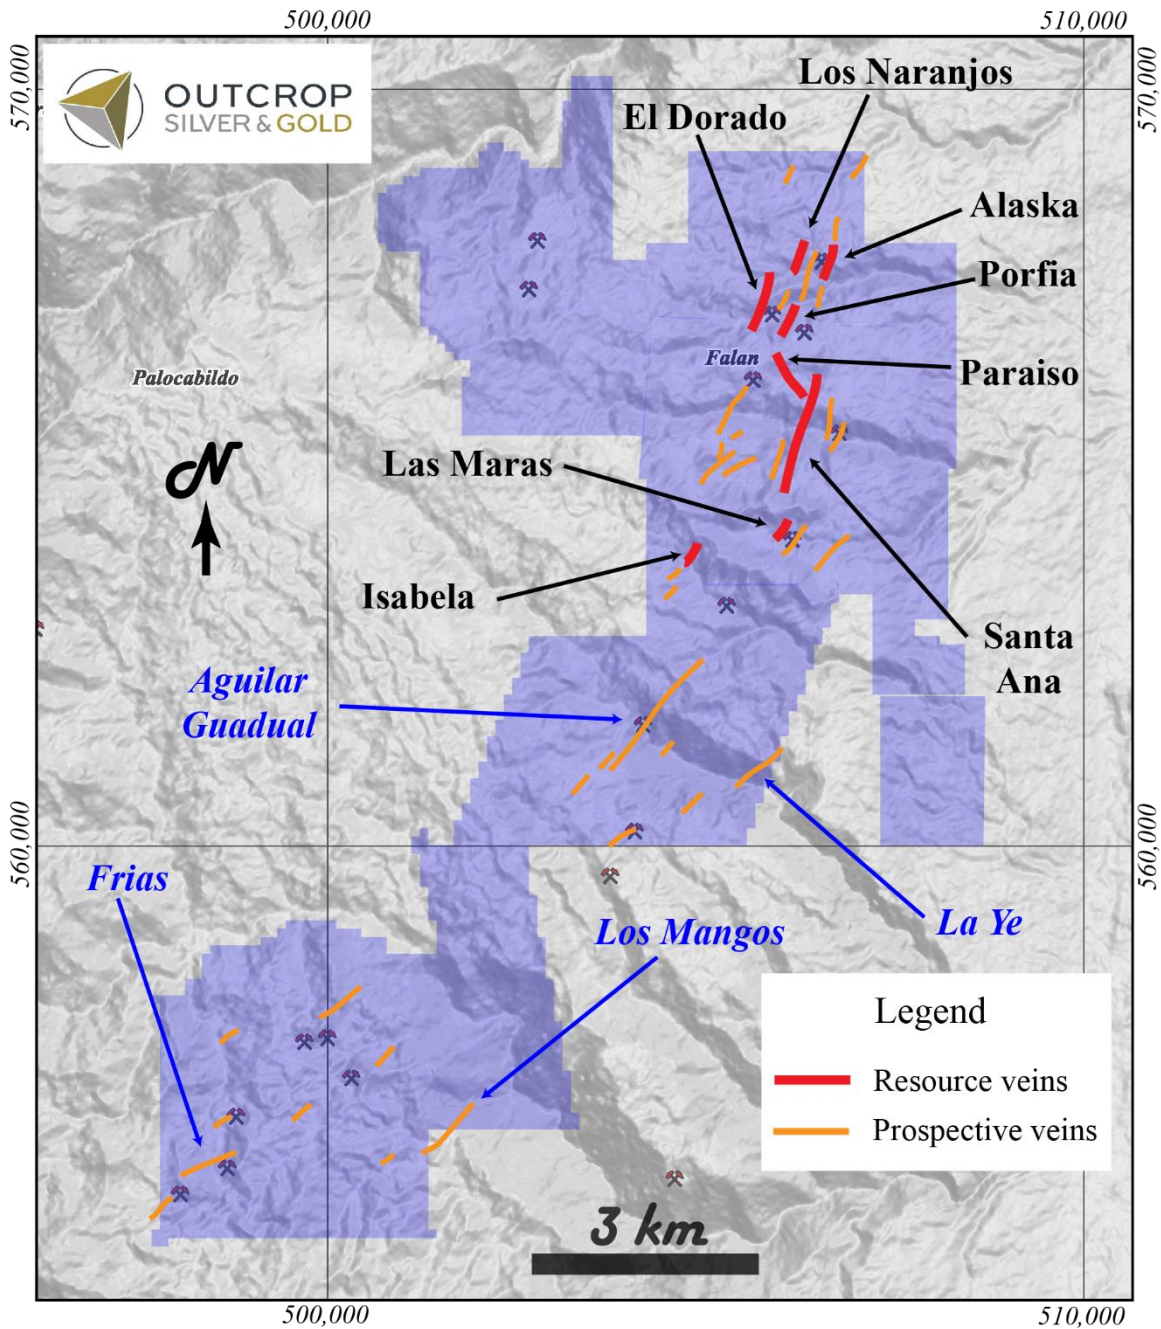 500,000
510,000
570,000
570,000
OUTCROP
SILVER & GOLD
Los Naranjos
El Dorado
Alaska
Porfia
Falan
Paraiso
Palocabildo
N
Las Maras
Isabela
Santa
Ana
Aguilar
Guadual
560,000
560,000
Frias
Los Mangos
La Ye
Legend
Resource veins
Prospective veins
3 km
500,000
510,000